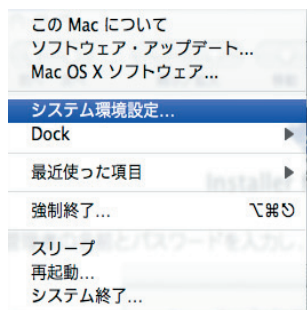 この Mac について
ソフトウェア・アップデート...
Mac OS X ソフトウェア...
システム環境設定...
Dock
最近使った項目
強制終了... ⌥⌘⎋
スリープ
再起動...
システム終了...
Installer